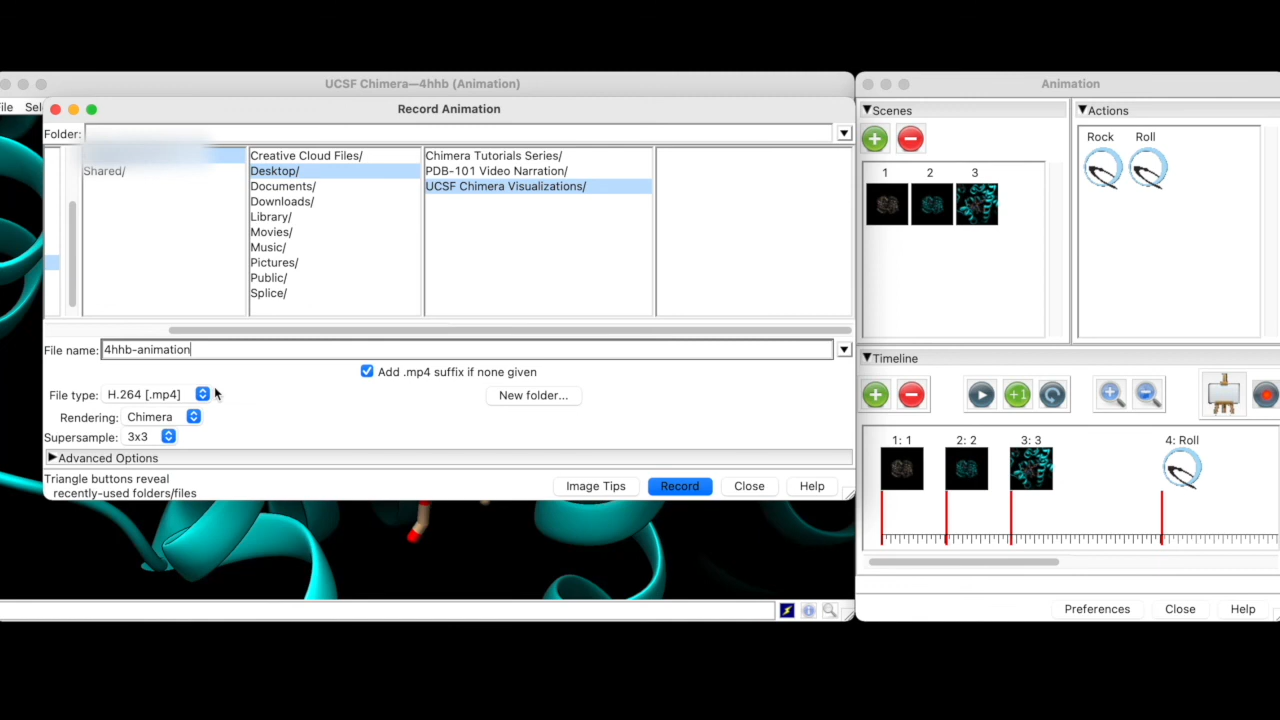 UCSF Chimera—4hhb (Animation)
Animation
ile Sel
Record Animation
Folder:
Shared/
Creative Cloud Files/
Desktop/
Documents/
Downloads/
Library/
Movies/
Music/
Pictures/
Public/
Splice/
Chimera Tutorials Series/
PDB-101 Video Narration/
UCSF Chimera Visualizations/
File name: 4hhb-animation
Add .mp4 suffix if none given
File type: H.264 [.mp4]
New folder...
Rendering: Chimera
Supersample: 3x3
Advanced Options
Triangle buttons reveal
recently-used folders/files
Image Tips Record Close Help
Scenes
1 2 3
Actions
Rock Roll
Timeline
+1
1: 1 2: 2 3: 3 4: Roll
Preferences Close Help